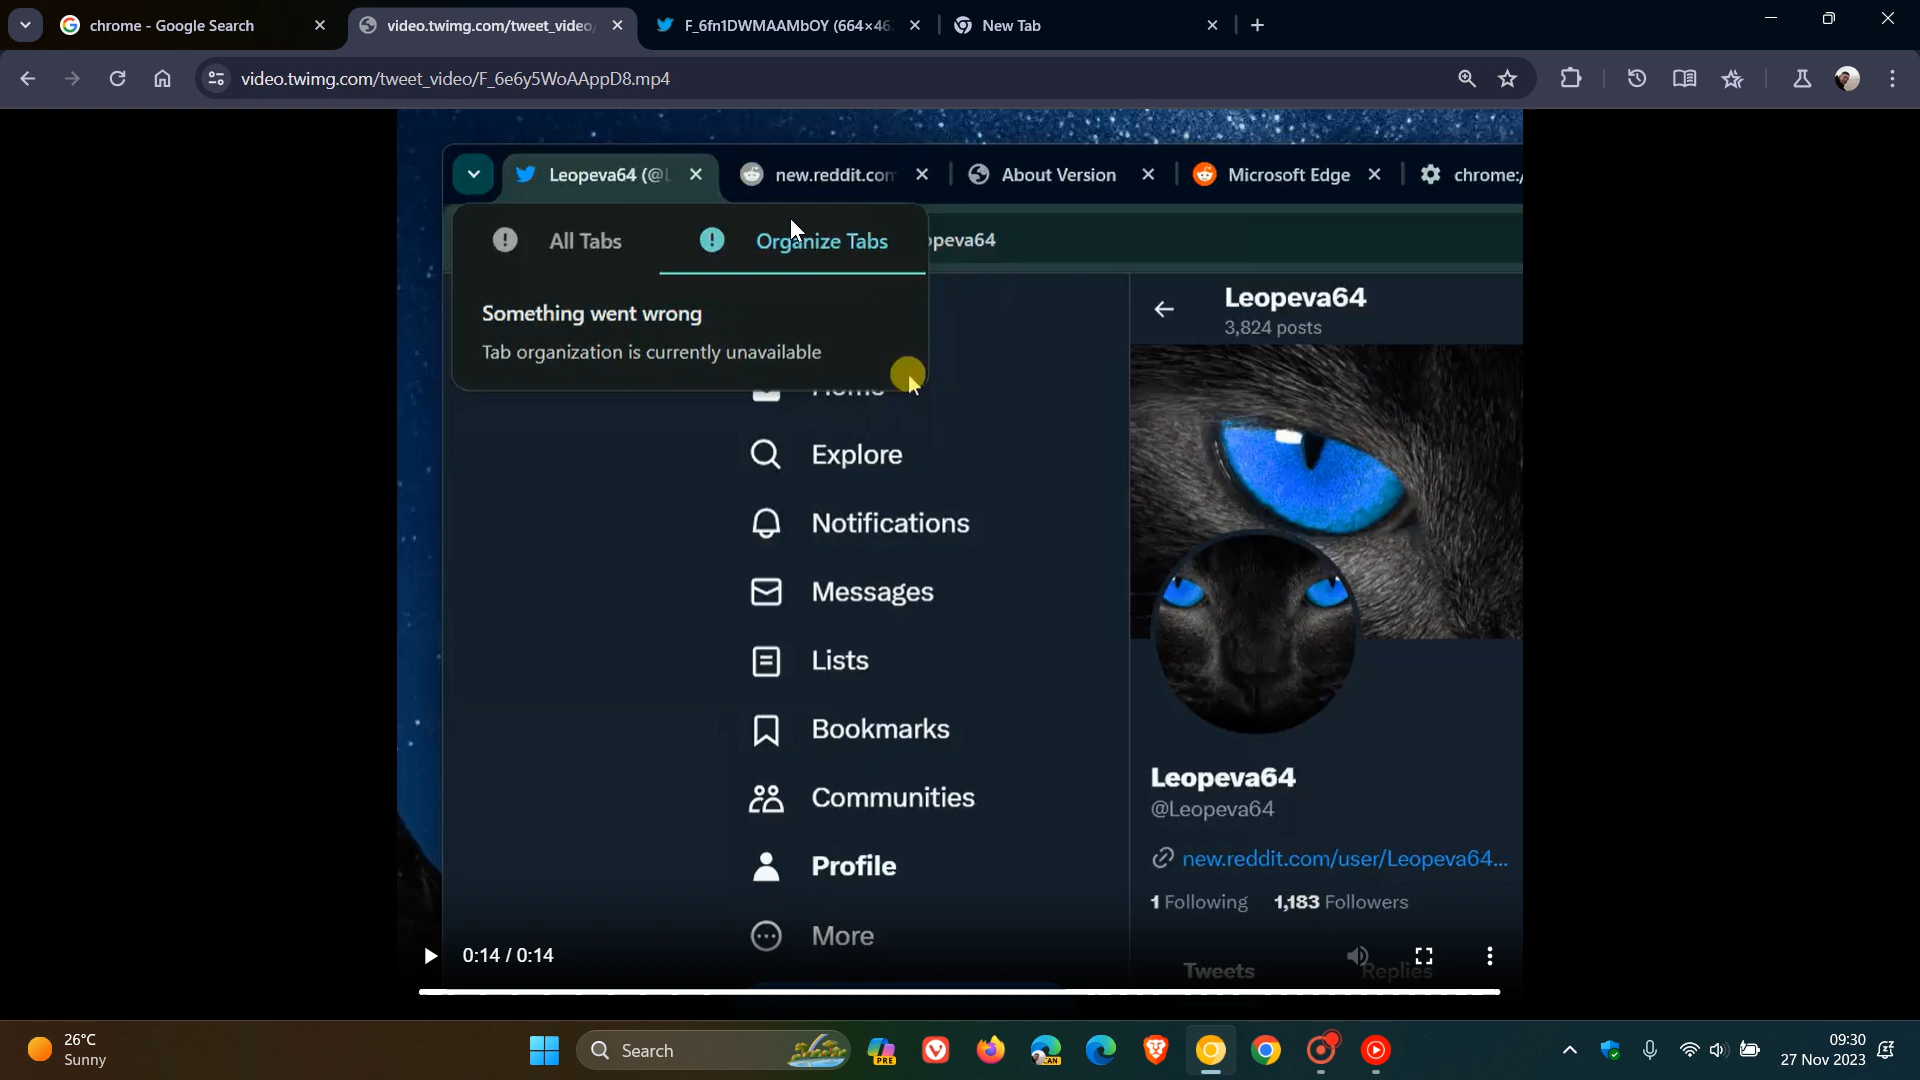 chrome - Google Search
video.twimg.com/tweet_video/
F_6fn1DWMAAMbOY (664×46
New Tab
video.twimg.com/tweet_video/F_6e6y5WoAAppD8.mp4
Leopeva64 (@L
new.reddit.com
About Version
Microsoft Edge
chrome:/
All Tabs
Organize Tabs
opeva64
Something went wrong
Tab organization is currently unavailable
Leopeva64
3,824 posts
Home
Explore
Notifications
Messages
Lists
Bookmarks
Communities
Profile
More
Leopeva64
@Leopeva64
new.reddit.com/user/Leopeva64...
1 Following 1,183 Followers
Tweets
Replies
0:14 / 0:14
26°C
Sunny
Search
PRE
CAN
09:30
27 Nov 2023